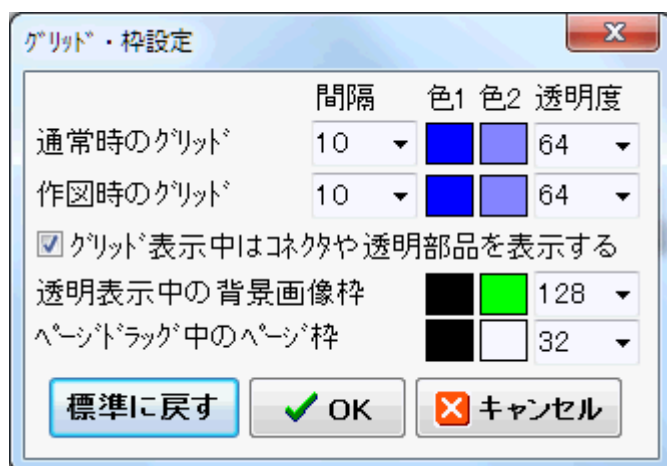 ｸﾞﾘｯﾄﾞ・枠設定
間隔 色1 色2 透明度
通常時のｸﾞﾘｯﾄﾞ 10 64
作図時のｸﾞﾘｯﾄﾞ 10 64
ｸﾞﾘｯﾄﾞ表示中はｺﾈｸﾀや透明部品を表示する
透明表示中の背景画像枠 128
ﾍﾟｰｼﾞﾄﾞﾗｯｸﾞ中のﾍﾟｰｼﾞ枠 32
標準に戻す OK キャンセル